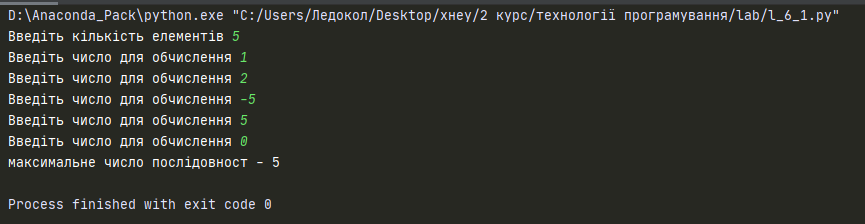 D:\Anaconda_Pack\python.exe "C:/Users/Ледокол/Desktop/хнеу/2 курс/технології програмування/lab/l_6_1.py"
Введіть кількість елементів 5
Введіть число для обчислення 1
Введіть число для обчислення 2
Введіть число для обчислення -5
Введіть число для обчислення 5
Введіть число для обчислення 0
максимальне число послідовност - 5
Process finished with exit code 0